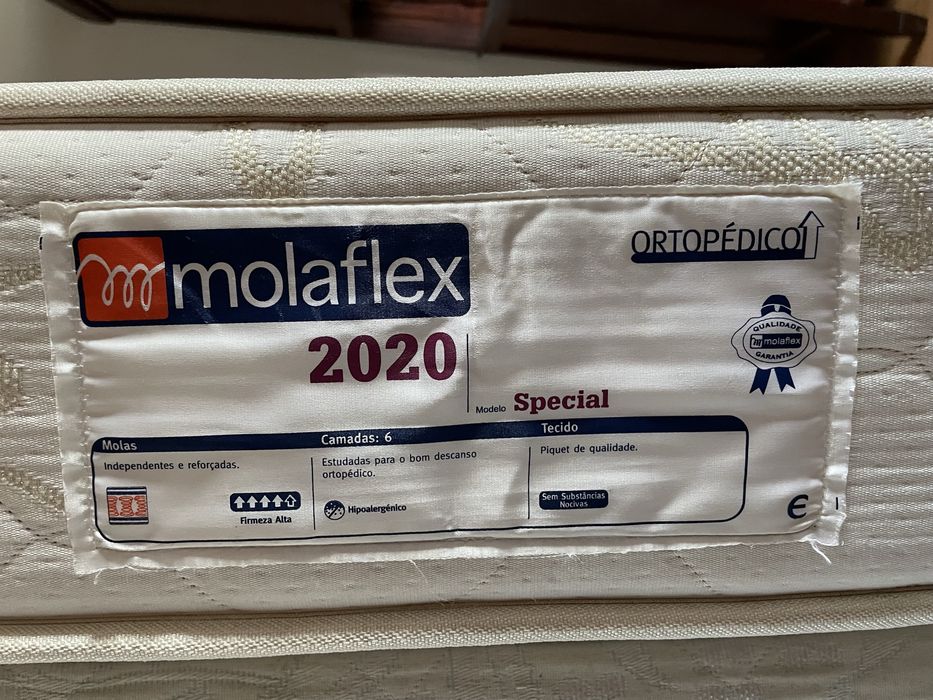 molaflex
ORTOPÉDICO
2020
QUALIDADE
molaflex
GARANTIA
Modelo Special
Molas
Independentes e reforçadas.
Firmeza Alta
Camadas: 6
Estudadas para o bom descanso
ortopédico.
Hipoalergénico
Tecido
Piquet de qualidade.
Sem Substâncias
Nocivas
€